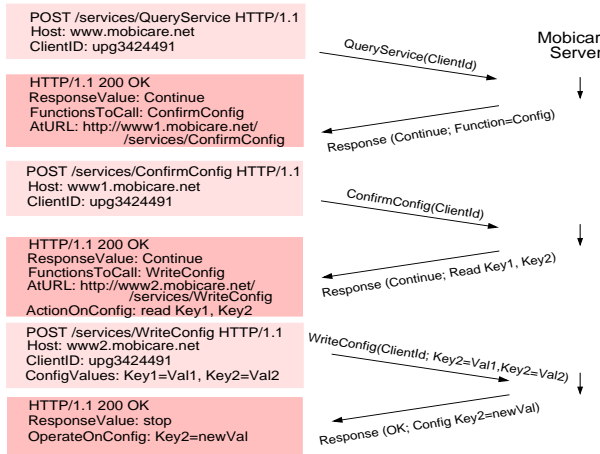 POST /services/QueryService HTTP/1.1
Host: www.mobicare.net
ClientID: upg3424491
QueryService(ClientId)
Mobicare
Server
HTTP/1.1 200 OK
ResponseValue: Continue
FunctionsToCall: ConfirmConfig
AtURL: http://www1.mobicare.net/
/services/ConfirmConfig
Response (Continue; Function=Config)
POST /services/ConfirmConfig HTTP/1.1
Host: www1.mobicare.net
ClientID: upg3424491
ConfirmConfig(ClientId)
HTTP/1.1 200 OK
ResponseValue: Continue
FunctionsToCall: WriteConfig
AtURL: http://www2.mobicare.net/
/services/WriteConfig
ActionOnConfig: read Key1, Key2
Response (Continue; Read Key1, Key2)
POST /services/WriteConfig HTTP/1.1
Host: www2.mobicare.net
ClientID: upg3424491
ConfigValues: Key1=Val1, Key2=Val2
WriteConfig(ClientId; Key2=Val1,Key2=Val2)
HTTP/1.1 200 OK
ResponseValue: stop
OperateOnConfig: Key2=newVal
Response (OK; Config Key2=newVal)